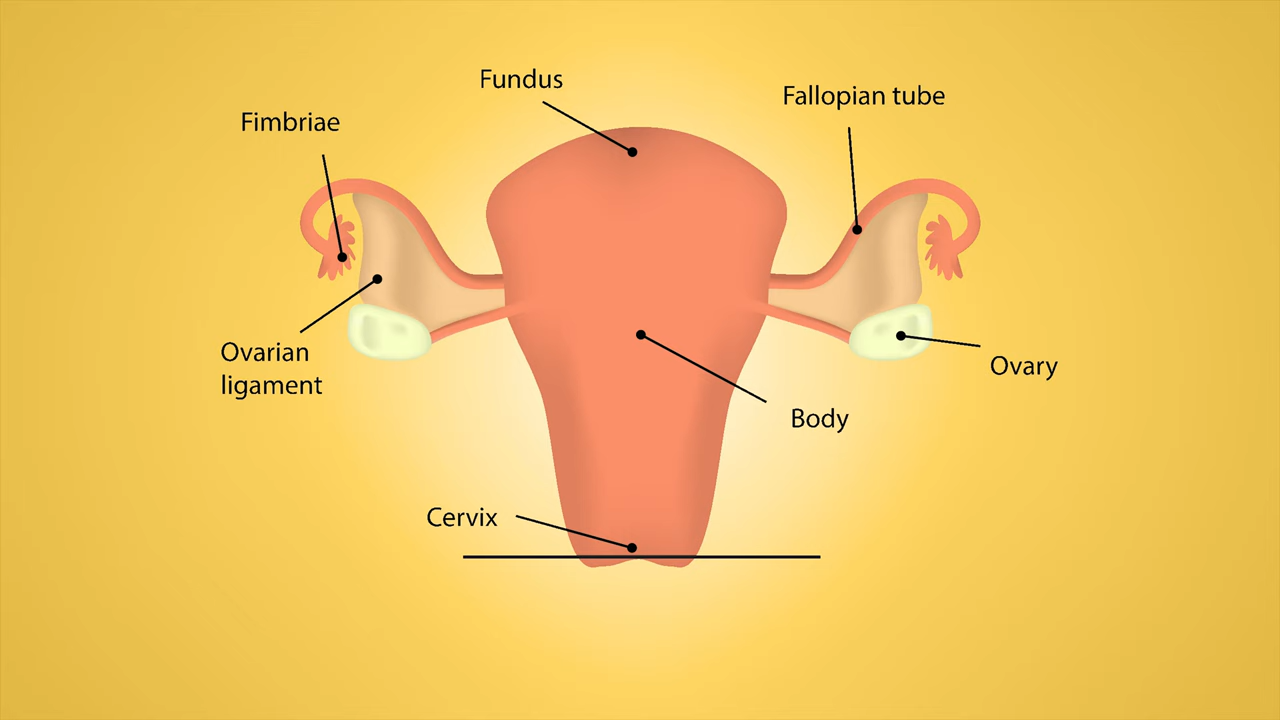 Fundus
Fallopian tube
Fimbriae
Ovarian
ligament
Ovary
Body
Cervix